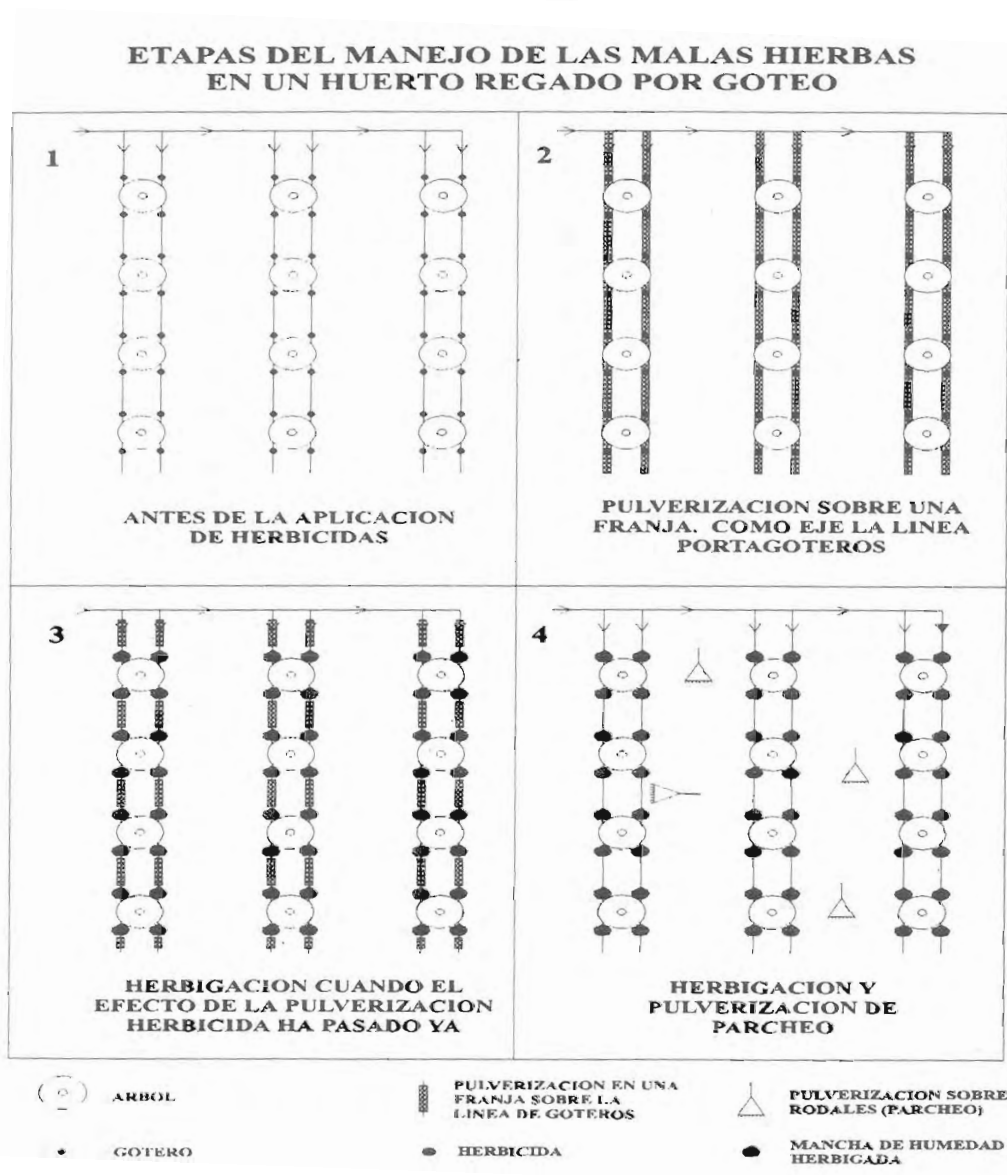 ETAPAS DEL MANEJO DE LAS MALAS HIERBAS
EN UN HUERTO REGADO POR GOTEO
1
2
ANTES DE LA APLICACION
DE HERBICIDAS
PULVERIZACION SOBRE UNA
FRANJA. COMO EJE LA LINEA
PORTAGOTEROS
3
4
HERBIGACION CUANDO EL
EFECTO DE LA PULVERIZACION
HERBICIDA HA PASADO YA
HERBIGACION Y
PULVERIZACION DE
PARCHEO
ARBOL
PULVERIZACION EN UNA
FRANJA SOBRE LA
LINEA DE GOTEROS
PULVERIZACION SOBRE
RODALES (PARCHEO)
GOTERO
HERBICIDA
MANCHA DE HUMEDAD
HERBIGADA